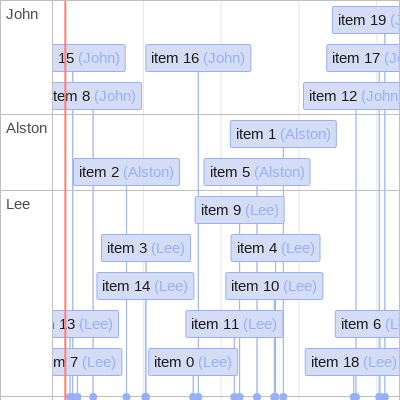 John
item 19 (J
15 (John) item 16 (John) item 17 (J
tem 8 (John) item 12 (John
Alston
item 1 (Alston)
item 2 (Alston) item 5 (Alston)
Lee
item 9 (Lee)
item 3 (Lee) item 4 (Lee)
item 14 (Lee) item 10 (Lee)
13 (Lee) item 11 (Lee) item 6 (L
m 7 (Lee) item 0 (Lee) item 18 (Lee)